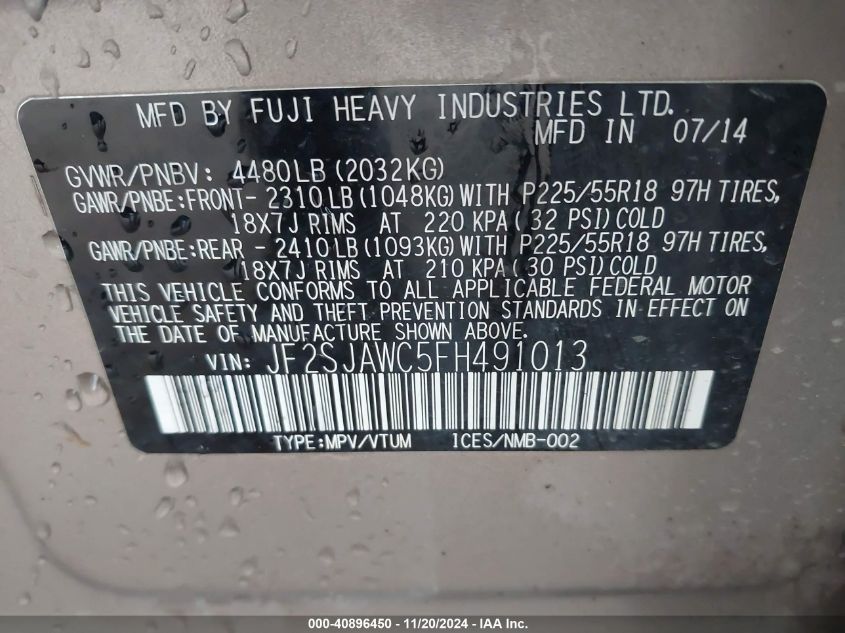 MFD BY FUJI HEAVY INDUSTRIES LTD.
MFD IN 07/14
GVWR/PNBV: 4480LB(2032KG)
GAWR/PNBE:FRONT- 2310LB(1048KG)WITH P225/55R18 97H TIRES,
18X7J RIMS AT 220 KPA(32 PSI)COLD
GAWR/PNBE:REAR - 2410LB(1093KG)WITH P225/55R18 97H TIRES,
18X7J RIMS AT 210 KPA(30 PSI)COLD
THIS VEHICLE CONFORMS TO ALL APPLICABLE FEDERAL MOTOR
VEHICLE SAFETY AND THEFT PREVENTION STANDARDS IN EFFECT ON
THE DATE OF MANUFACTURE SHOWN ABOVE.
VIN: JF2SJAWC5FH491013
TYPE:MPV/VTUM ICES/NMB-002
000-40896450 - 11/20/2024 - IAA Inc.